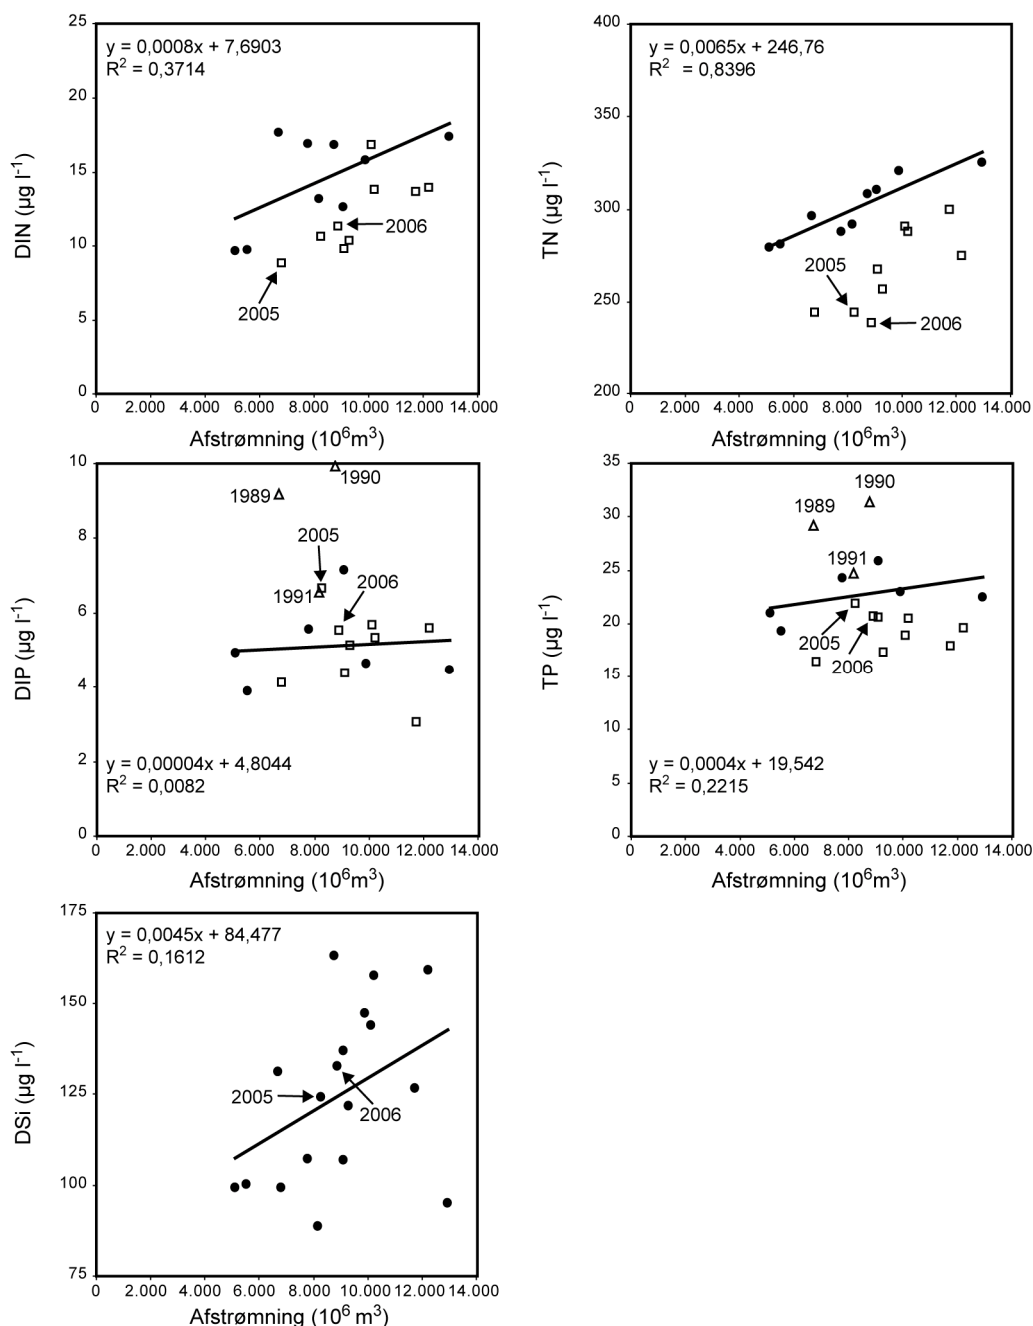 25
20
15
10
5
0
DIN (µg l-1)
y = 0,0008x + 7,6903
R2 = 0,3714
2006
2005
0 2.000 4.000 6.000 8.000 10.000 12.000 14.000
Afstrømning (106m3)
400
350
300
250
200
TN (µg l-1)
y = 0,0065x + 246,76
R2 = 0,8396
2005
2006
0 2.000 4.000 6.000 8.000 10.000 12.000 14.000
Afstrømning (106m3)
10
8
6
4
2
0
DIP (µg l-1)
1990
1989
2005
2006
1991
y = 0,00004x + 4,8044
R2 = 0,0082
0 2.000 4.000 6.000 8.000 10.000 12.000 14.000
Afstrømning (106m3)
35
30
25
20
15
10
5
0
TP (µg l-1)
1990
1989
1991
2005
2006
y = 0,0004x + 19,542
R2 = 0,2215
0 2.000 4.000 6.000 8.000 10.000 12.000 14.000
Afstrømning (106m3)
175
150
125
100
75
DSi (µg l-1)
y = 0,0045x + 84,477
R2 = 0,1612
2005
2006
0 2.000 4.000 6.000 8.000 10.000 12.000 14.000
Afstrømning (106 m3)